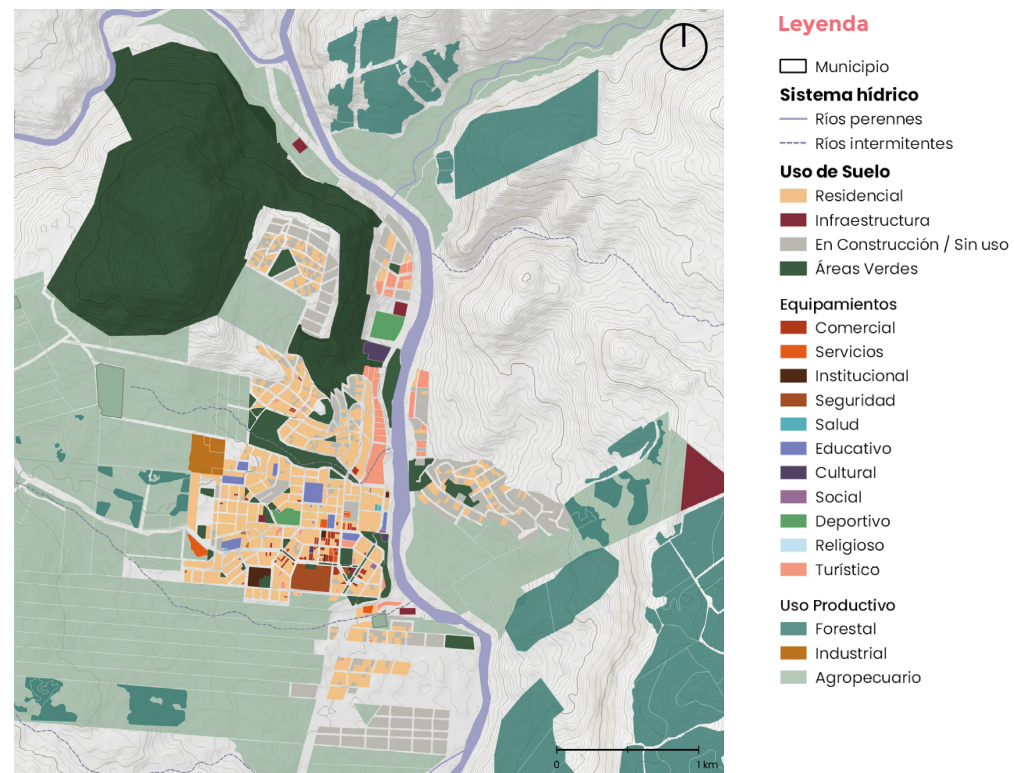 Leyenda
Municipio
Sistema hídrico
Ríos perennes
Ríos intermitentes
Uso de Suelo
Residencial
Infraestructura
En Construcción / Sin uso
Áreas Verdes
Equipamientos
Comercial
Servicios
Institucional
Seguridad
Salud
Educativo
Cultural
Social
Deportivo
Religioso
Turístico
Uso Productivo
Forestal
Industrial
Agropecuario
0 1 km